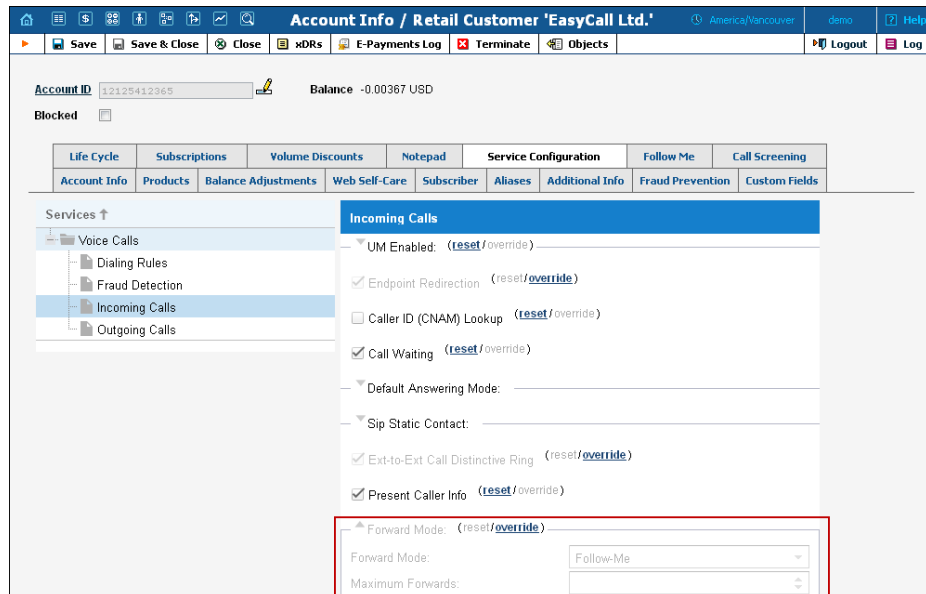 Account Info / Retail Customer 'EasyCall Ltd.' America/Vancouver demo ? Help
Save Save & Close Close xDRs E-Payments Log Terminate Objects Logout Log
Account ID 12125412365 Balance -0.00367 USD
Blocked
Life Cycle Subscriptions Volume Discounts Notepad Service Configuration Follow Me Call Screening
Account Info Products Balance Adjustments Web Self-Care Subscriber Aliases Additional Info Fraud Prevention Custom Fields
Services
Voice Calls
Dialing Rules
Fraud Detection
Incoming Calls
Outgoing Calls
Incoming Calls
UM Enabled: (reset/override)
Endpoint Redirection (reset/override)
Caller ID (CNAM) Lookup (reset/override)
Call Waiting (reset/override)
Default Answering Mode:
Sip Static Contact:
Ext-to-Ext Call Distinctive Ring (reset/override)
Present Caller Info (reset/override)
Forward Mode: (reset/override)
Forward Mode: Follow-Me
Maximum Forwards: